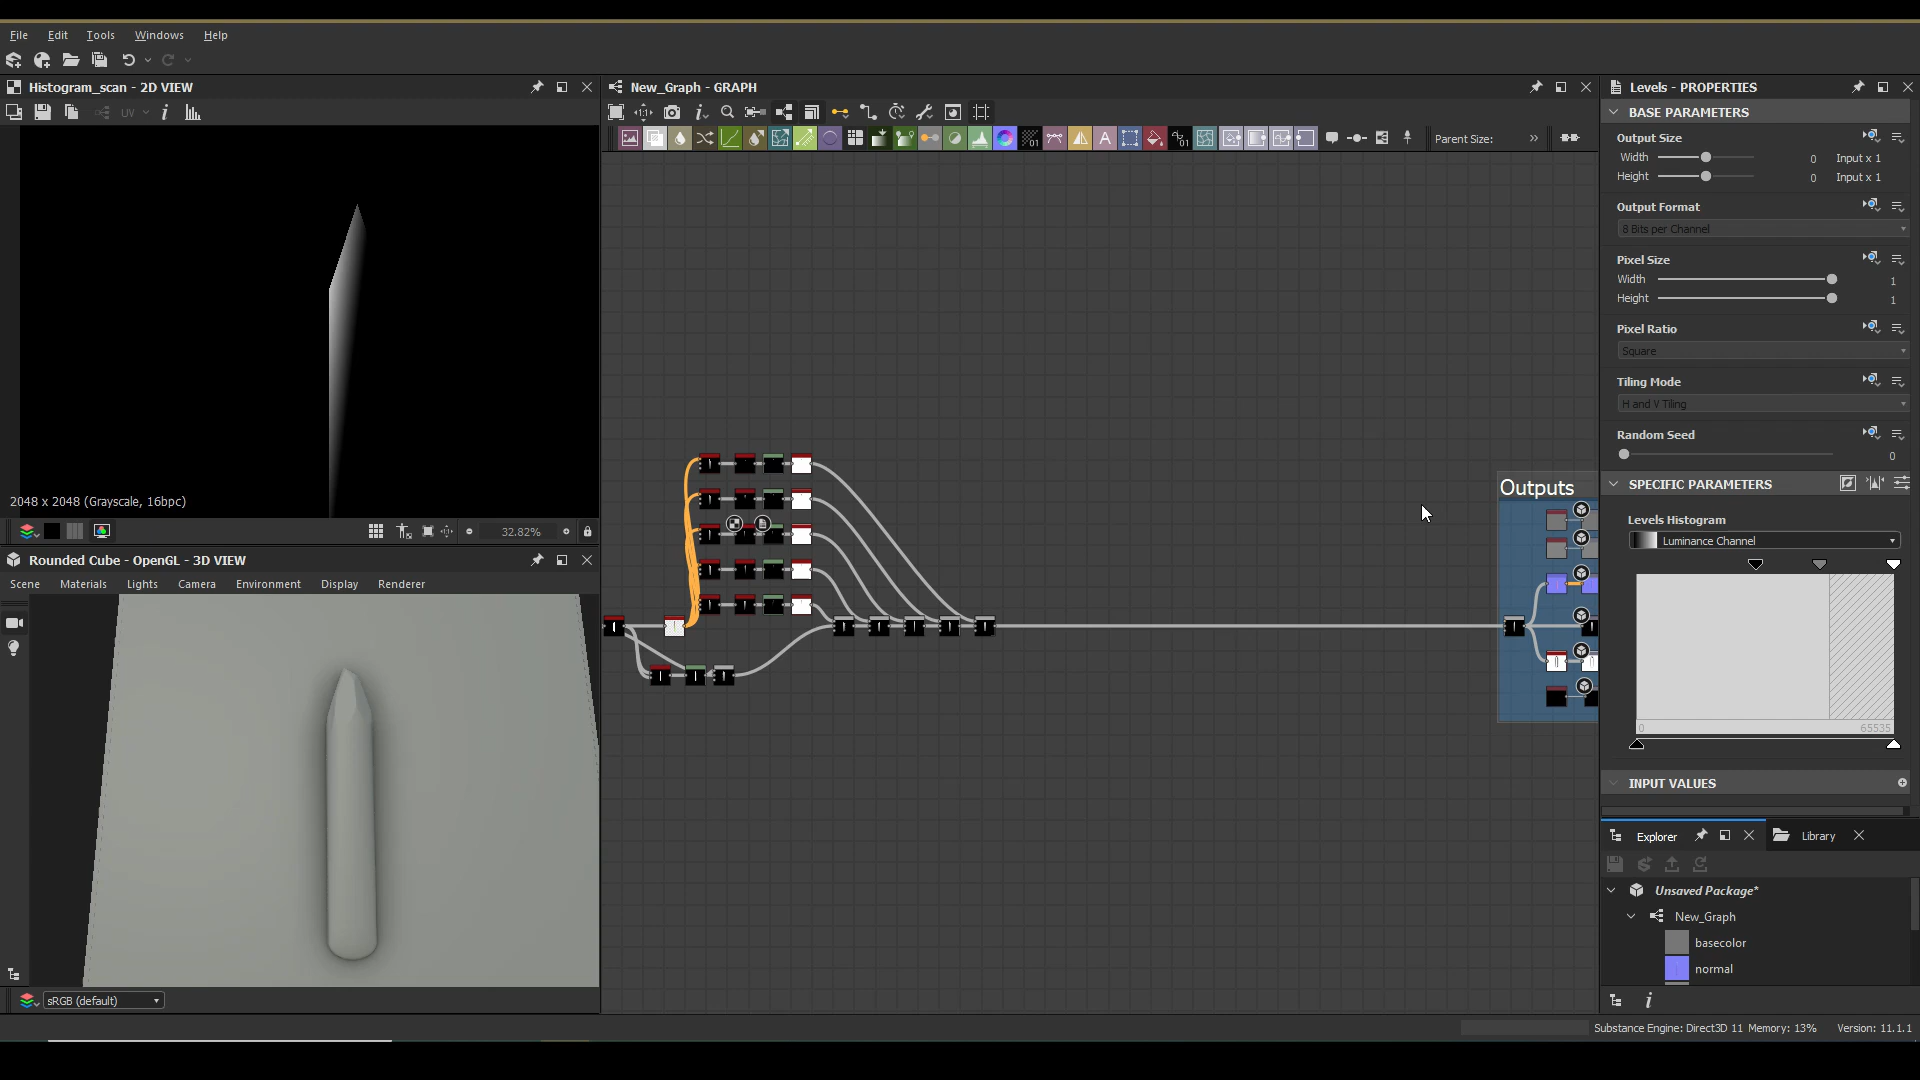 File Edit Tools Windows Help
Histogram_scan - 2D VIEW
UV
2048 x 2048 (Grayscale, 16bpc)
32.82%
Rounded Cube - OpenGL - 3D VIEW
Scene Materials Lights Camera Environment Display Renderer
sRGB (default)
New_Graph - GRAPH
Parent Size:
Outputs
Levels - PROPERTIES
BASE PARAMETERS
Output Size
Width 0 Input x 1
Height 0 Input x 1
Output Format
8 Bits per Channel
Pixel Size
Width 1
Height 1
Pixel Ratio
Square
Tiling Mode
H and V Tiling
Random Seed
0
SPECIFIC PARAMETERS
Levels Histogram
Luminance Channel
0 65535
INPUT VALUES
Explorer Library
Unsaved Package*
New_Graph
basecolor
normal
Substance Engine: Direct3D 11 Memory: 13% Version: 11.1.1